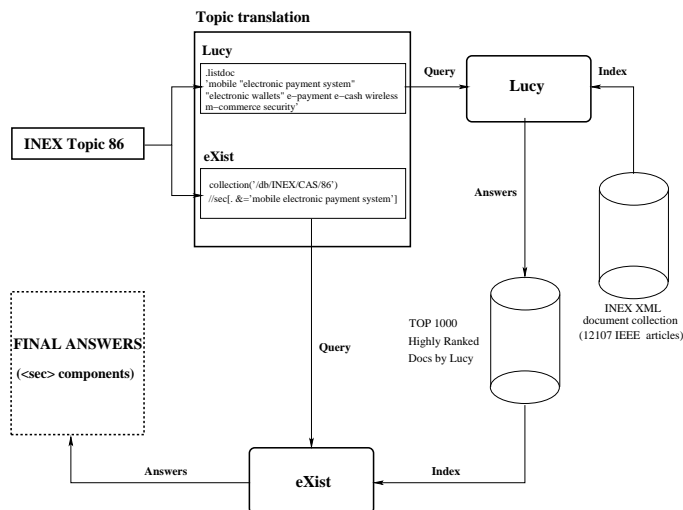 Topic translation
Lucy
.listdoc
'mobile "electronic payment system"
"electronic wallets" e−payment e−cash wireless
m−commerce security'
Query
Lucy
Index
INEX Topic 86
eXist
collection('/db/INEX/CAS/86')
//sec[. &='mobile electronic payment system']
Answers
INEX XML
document collection
(12107 IEEE articles)
TOP 1000
Highly Ranked
Docs by Lucy
Query
FINAL ANSWERS
(<sec> components)
Answers
eXist
Index